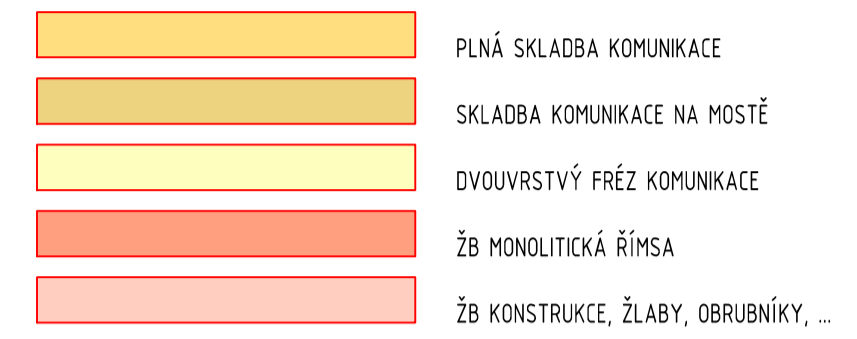 PLNÁ SKLADBA KOMUNIKACE
SKLADBA KOMUNIKACE NA MOSTĚ
DVOUVRSTVÝ FRÉZ KOMUNIKACE
ŽB MONOLITICKÁ ŘÍMSA
ŽB KONSTRUKCE, ŽLABY, OBRUBNÍKY, ...